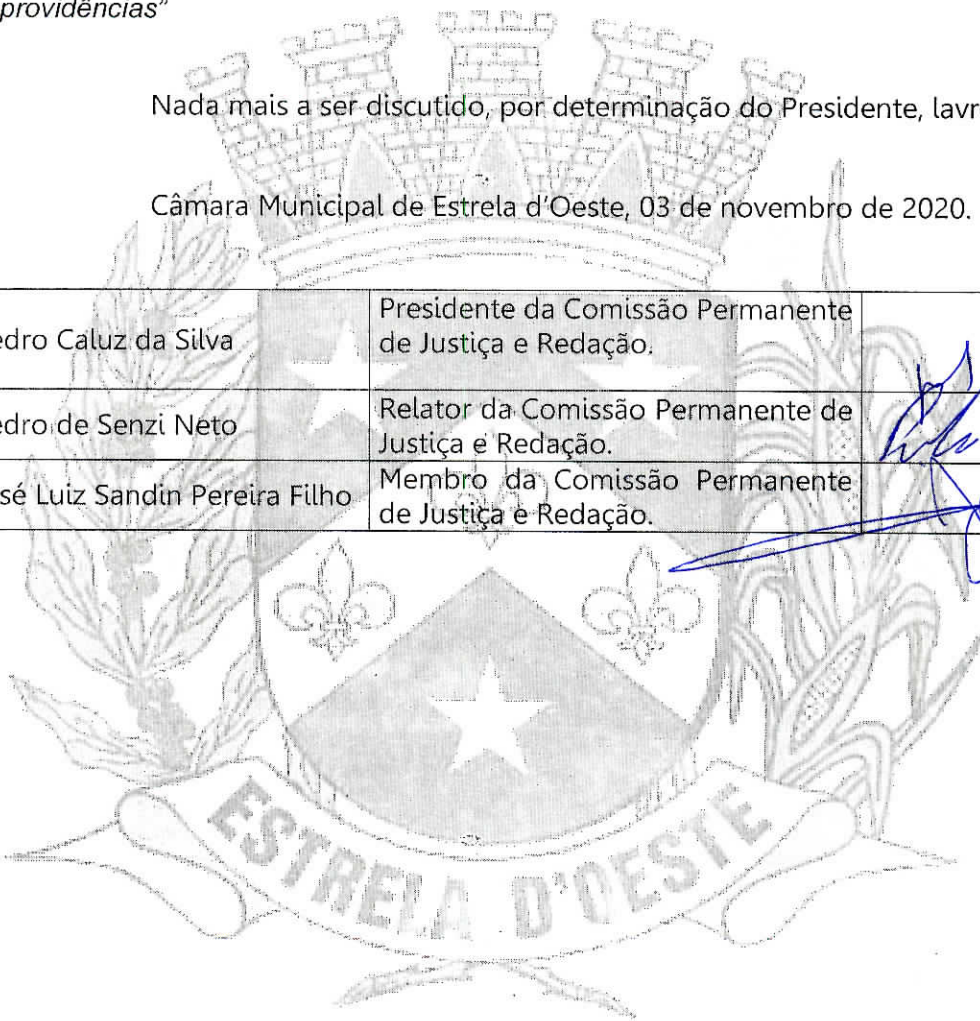 providências”
Nada mais a ser discutido, por determinação do Presidente, lavr
Câmara Municipal de Estrela d'Oeste, 03 de novembro de 2020.
edro Caluz da Silva
Presidente da Comissão Permanente
de Justiça e Redação.
edro de Senzi Neto
Relator da Comissão Permanente de
Justiça e Redação.
sé Luiz Sandin Pereira Filho
Membro da Comissão Permanente
de Justiça e Redação.
ESTRELA D'OESTE